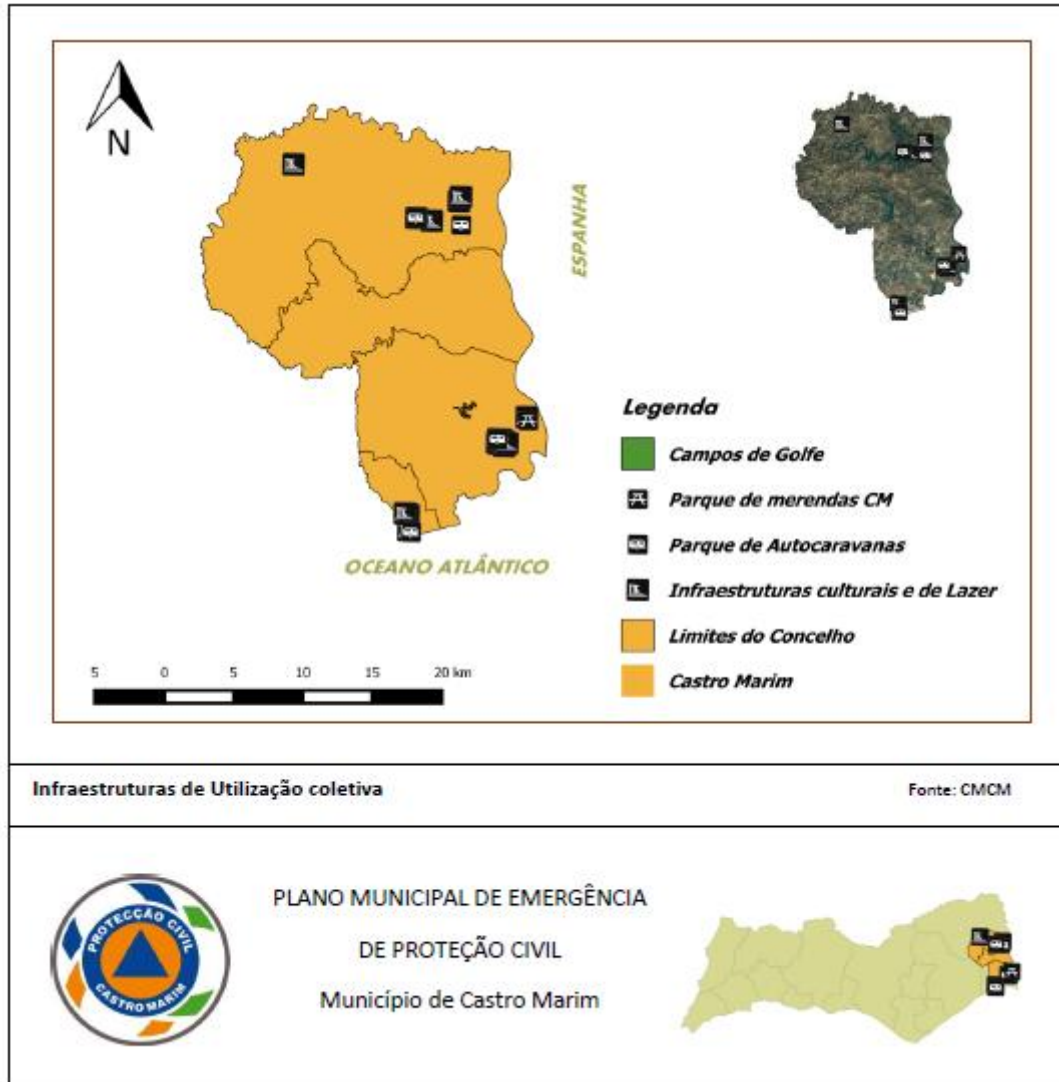 N
ESPANHA
OCEANO ATLÂNTICO
Legenda
Campos de Golfe
Parque de merendas CM
Parque de Autocaravanas
Infraestruturas culturais e de Lazer
Limites do Concelho
Castro Marim
5 0 5 10 15 20 km
Infraestruturas de Utilização coletiva
Fonte: CMCM
PROTECÇÃO CIVIL
CASTRO MARIM
PLANO MUNICIPAL DE EMERGÊNCIA
DE PROTEÇÃO CIVIL
Município de Castro Marim